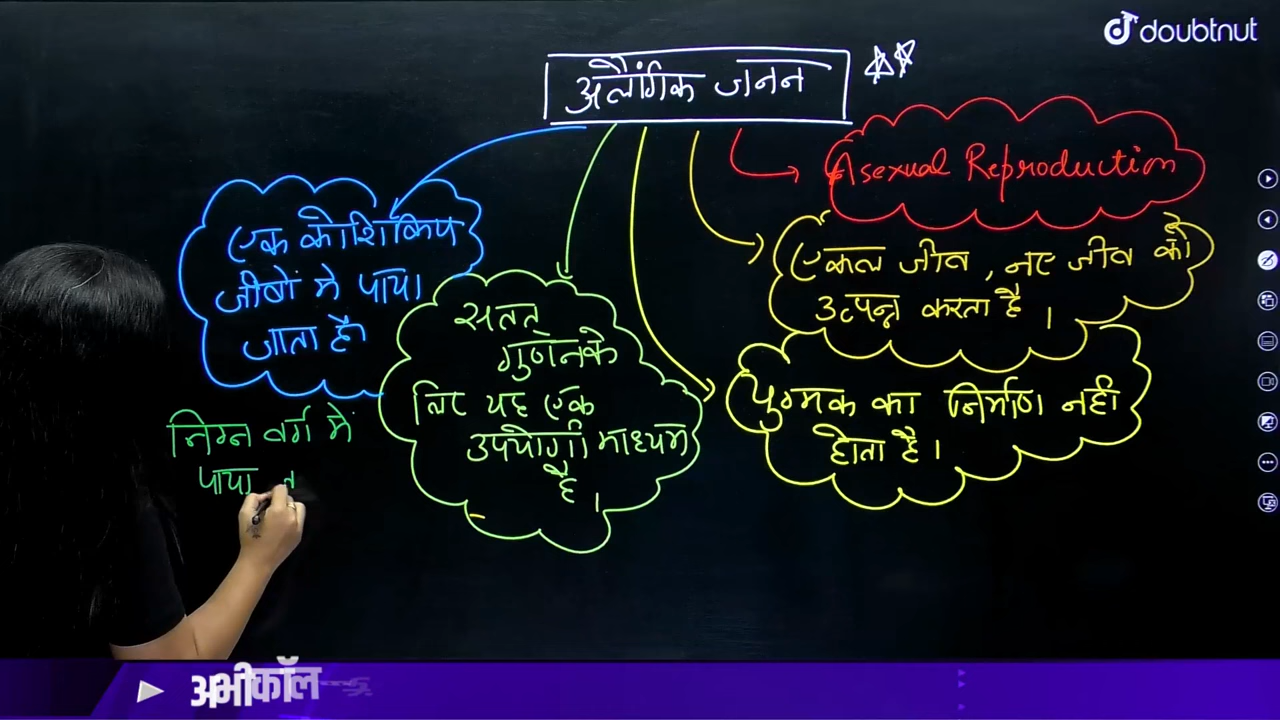 doubtnut
अलैंगिक जनन
Asexual Reproduction
एकल जीव, नए जीव को
उत्पन्न करता है ।
युग्मक का निर्माण नहीं
होता है ।
सतत्
गुणन के
लिए यह एक
उपयोगी माध्यम
है ।
एक कोशिकिय
जीवों मे पाया
जाता है।
निम्न वर्ग में
पाया
अभीकॉल